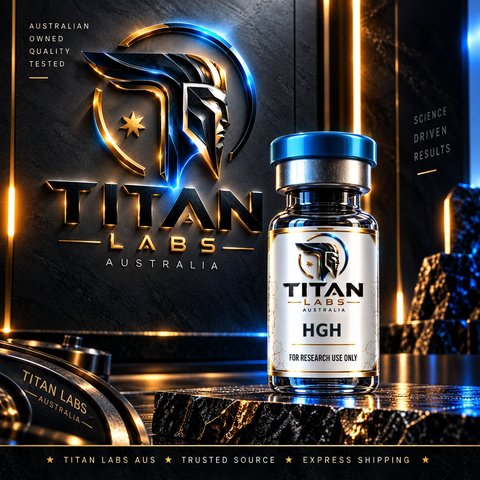 AUSTRALIAN
OWNED
QUALITY
TESTED
SCIENCE
DRIVEN
RESULTS
TITAN
LABS
AUSTRALIA
TITAN
LABS
AUSTRALIA
HGH
FOR RESEARCH USE ONLY
TITAN LABS
AUSTRALIA
★ TITAN LABS AUS ★ TRUSTED SOURCE ★ EXPRESS SHIPPING ★